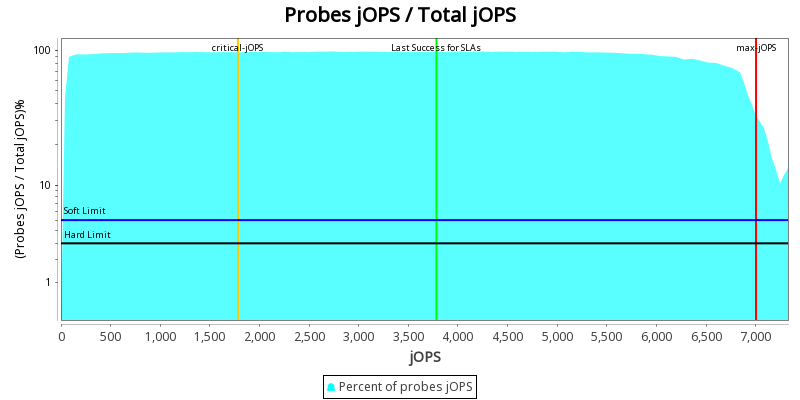 Probes jOPS / Total jOPS
(Probes jOPS / Total jOPS)%
100
10
1
critical-jOPS
Last Success for SLAs
max-jOPS
Soft Limit
Hard Limit
0 500 1,000 1,500 2,000 2,500 3,000 3,500 4,000 4,500 5,000 5,500 6,000 6,500 7,000
jOPS
Percent of probes jOPS